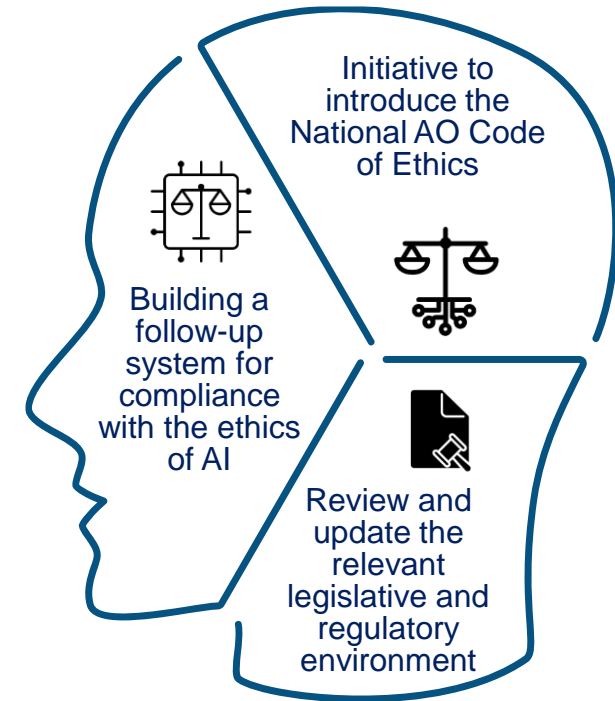 Initiative to
introduce the
National AO Code
of Ethics
Building a
follow-up
system for
compliance
with the ethics
of AI
Review and
update the
relevant
legislative and
regulatory
environment